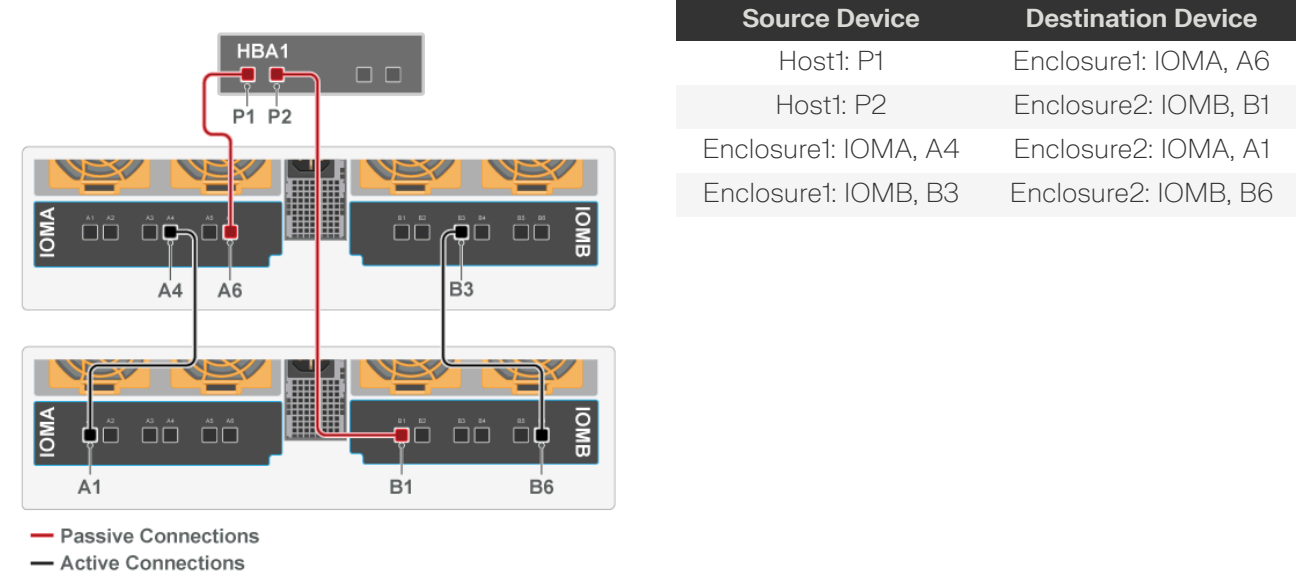 HBA1
P1 P2
IOMA
A1 A2 A3 A4 A5
B1 B2 B3 B4 B5 B6
IOMB
A4 A6 B3
IOMA
A2 A3 A4 A5 A6
B1 B2 B3 B4 B5
IOMB
A1 B1 B6
Passive Connections
Active Connections
Source Device Destination Device
Host1: P1 Enclosure1: IOMA, A6
Host1: P2 Enclosure2: IOMB, B1
Enclosure1: IOMA, A4 Enclosure2: IOMA, A1
Enclosure1: IOMB, B3 Enclosure2: IOMB, B6